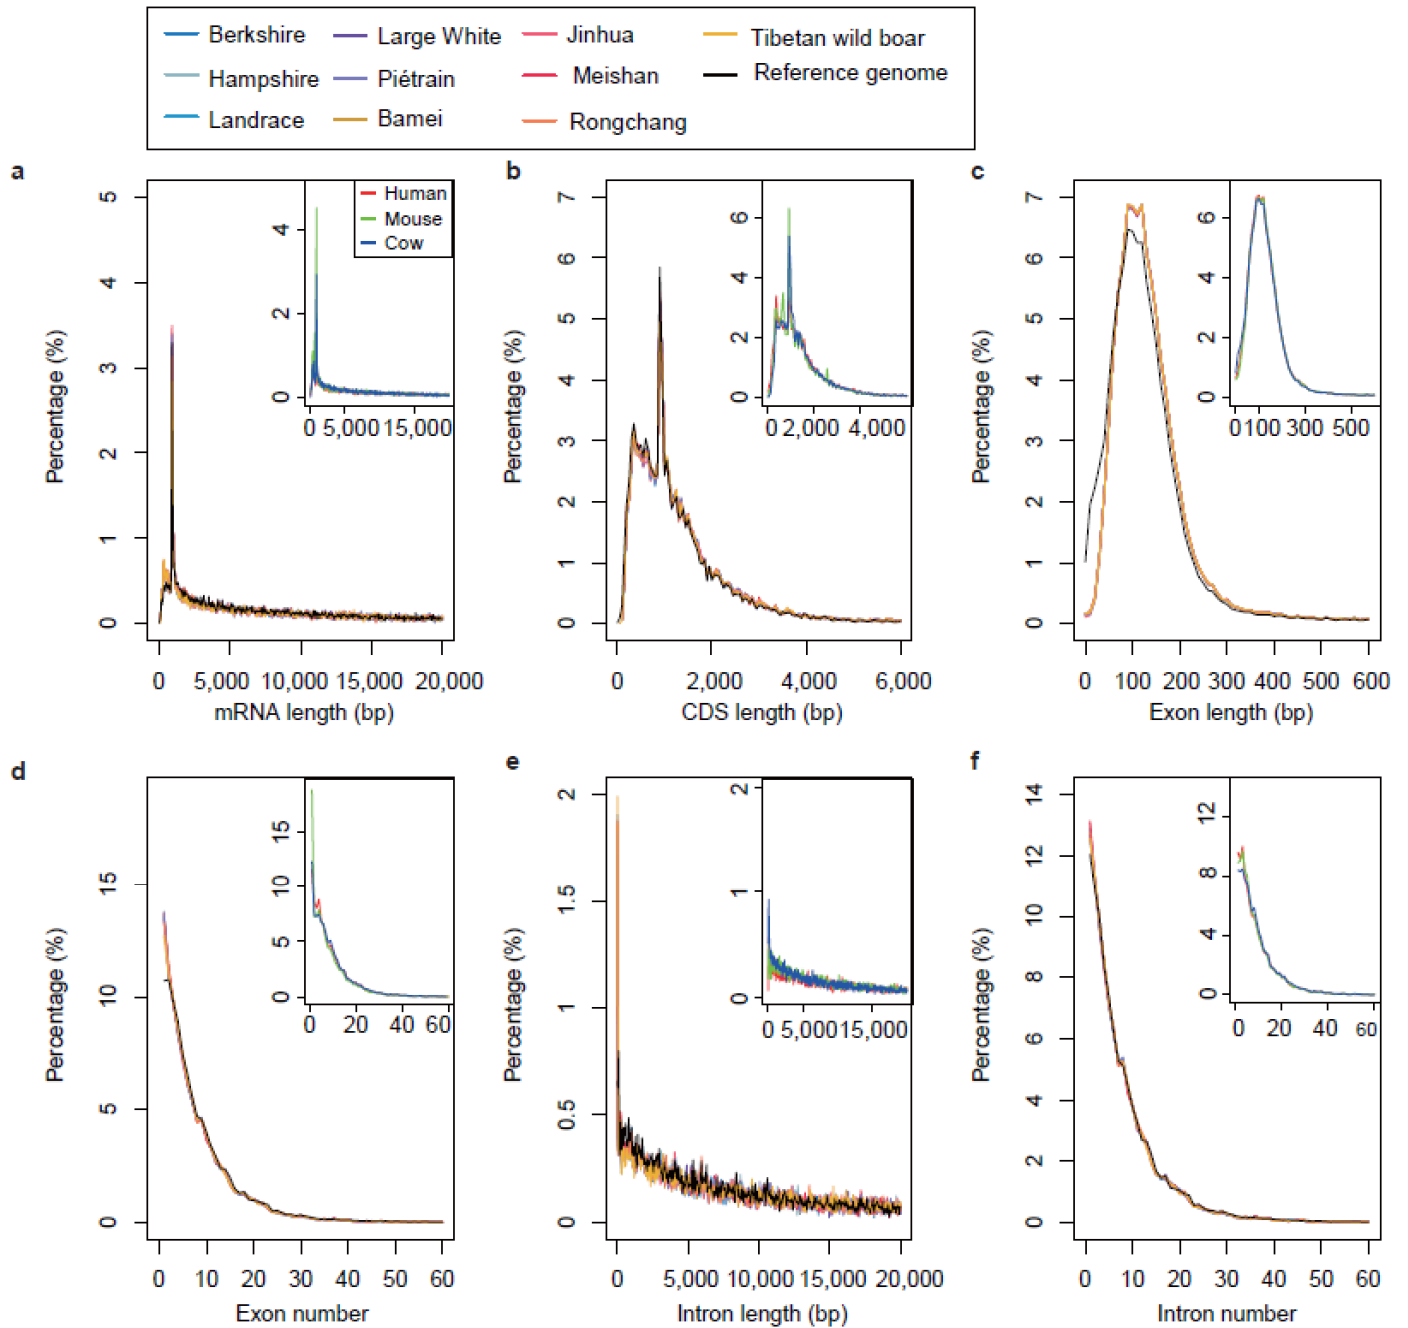 Berkshire Large White Jinhua Tibetan wild boar
Hampshire Piétrain Meishan Reference genome
Landrace Bamei Rongchang
a
Percentage (%)
5
4
3
2
1
0
0 5,000 10,000 15,000 20,000
mRNA length (bp)
Human
Mouse
Cow
4
2
0
0 5,000 15,000
b
Percentage (%)
7
6
5
4
3
2
1
0
0 2,000 4,000 6,000
CDS length (bp)
6
4
2
0
0 2,000 4,000
c
Percentage (%)
7
6
5
4
3
2
1
0
0 100 200 300 400 500 600
Exon length (bp)
6
4
2
0
0 100 300 500
d
Percentage (%)
15
10
5
0
0 10 20 30 40 50 60
Exon number
15
10
5
0
0 20 40 60
e
Percentage (%)
2
1.5
1
0.5
0
0 5,000 10,000 15,000 20,000
Intron length (bp)
2
1
0
0 5,000 15,000
f
Percentage (%)
14
12
10
8
6
4
2
0
0 10 20 30 40 50 60
Intron number
12
8
4
0
0 20 40 60